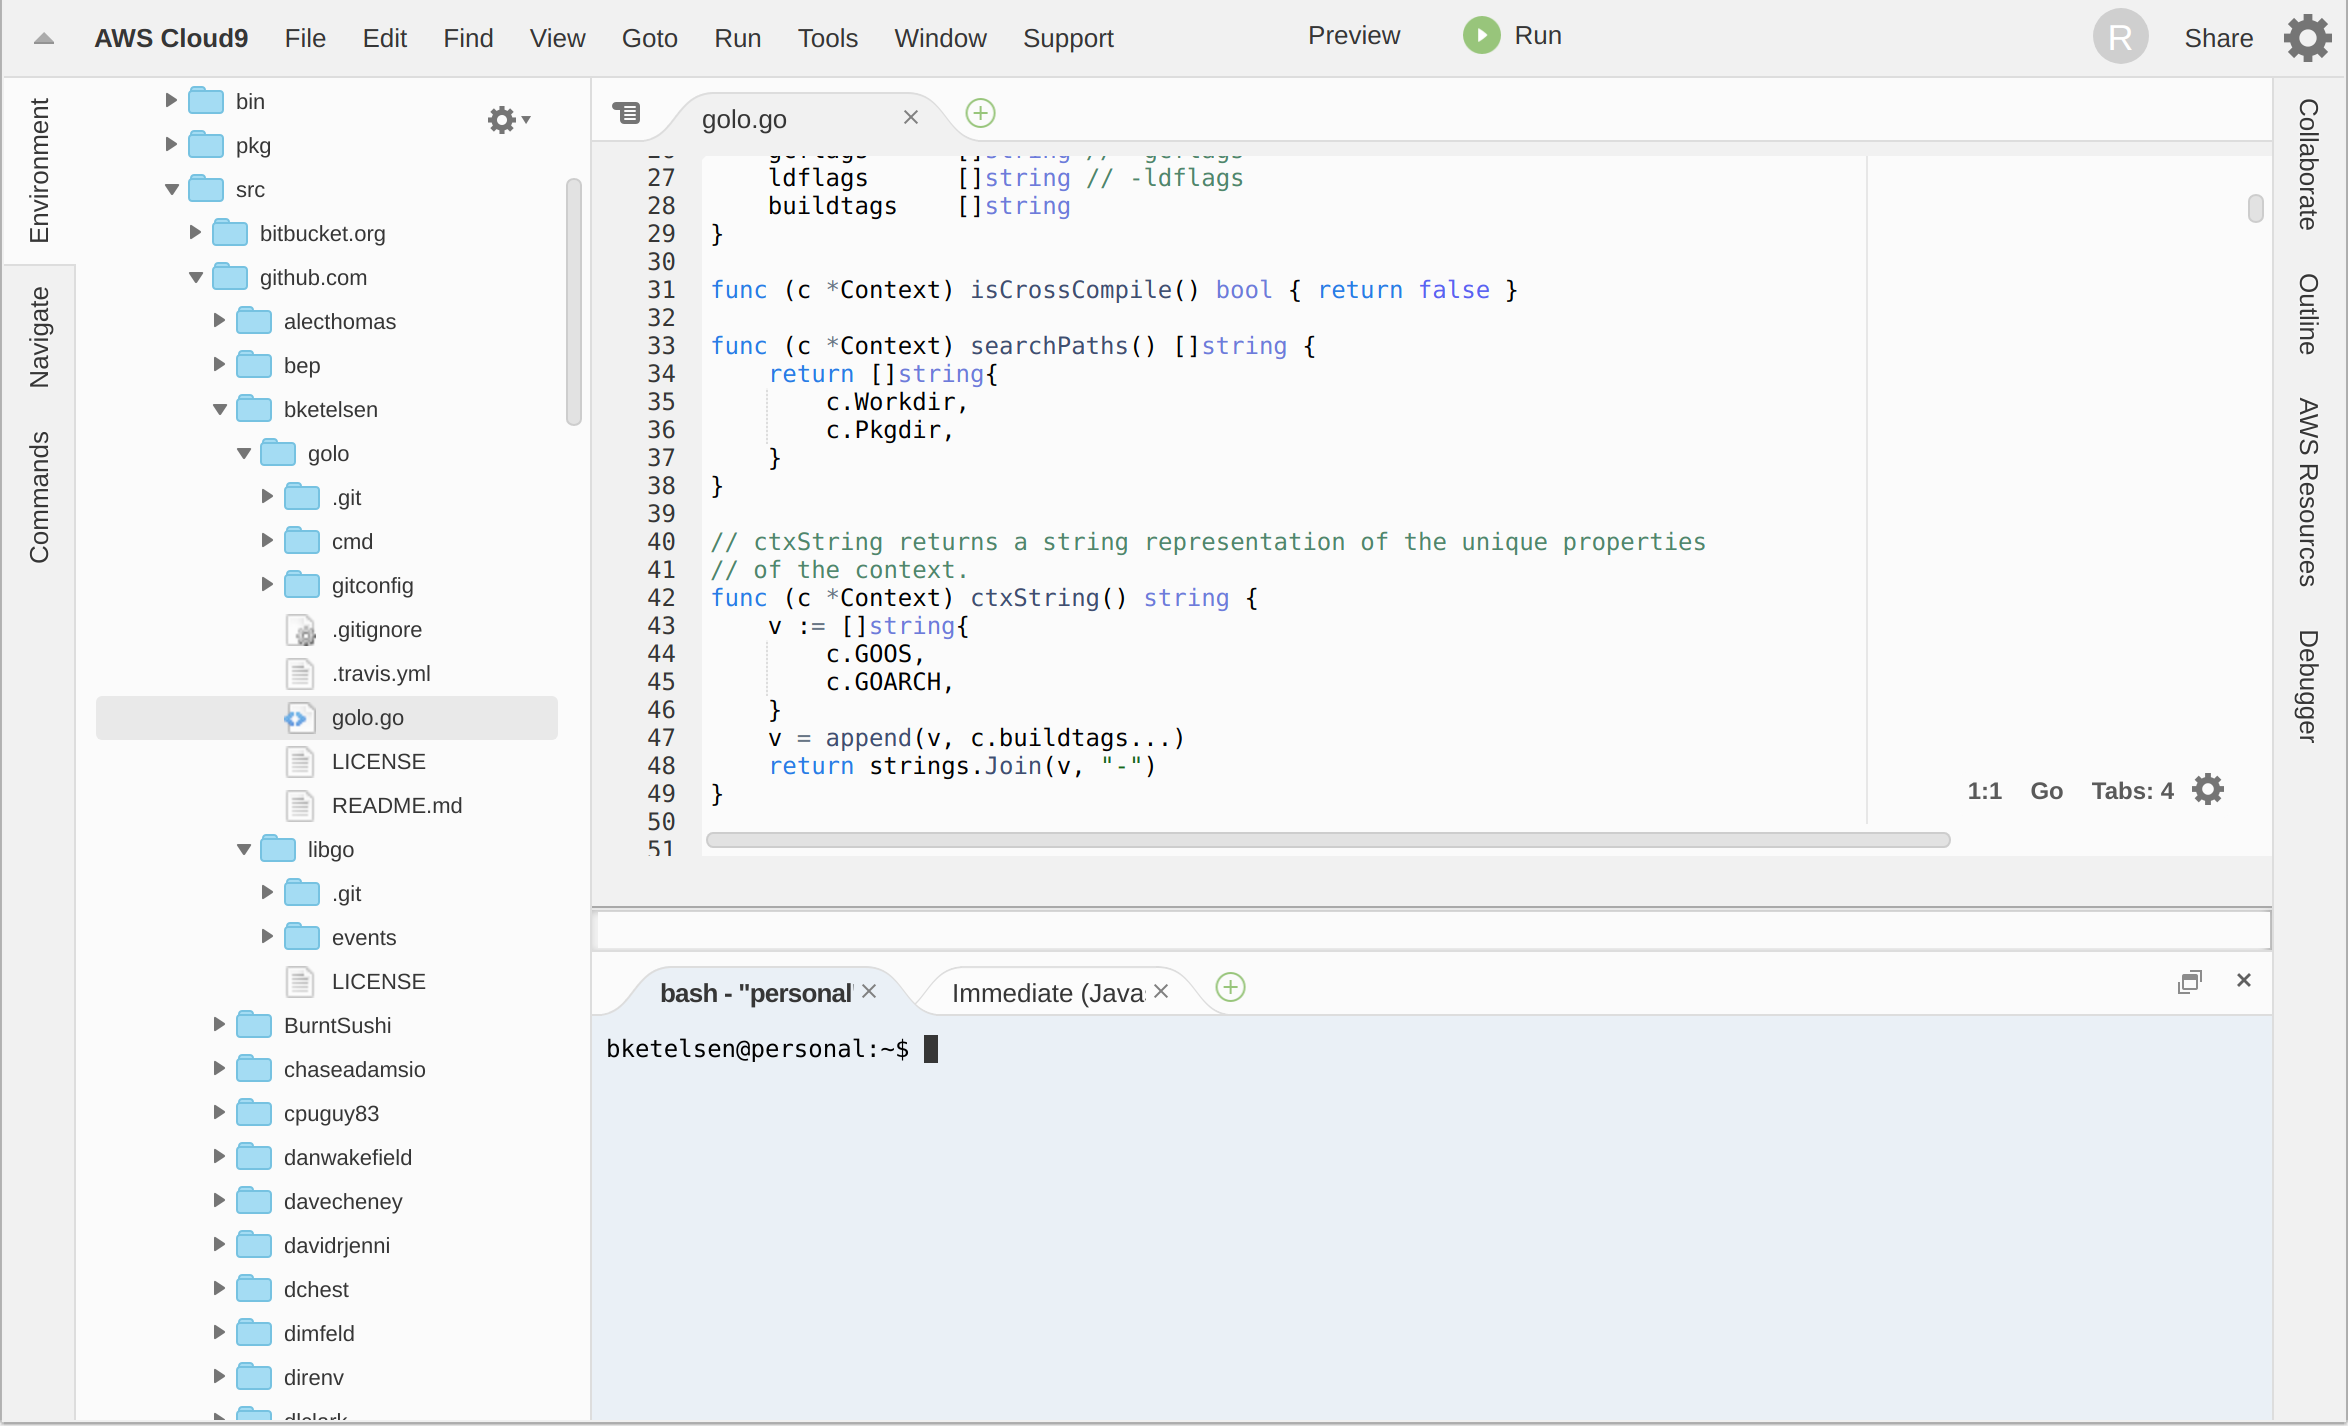 AWS Cloud9 File Edit Find View Goto Run Tools Window Support Preview Run R Share
Environment
Navigate
Commands
bin
pkg
src
bitbucket.org
github.com
alecthomas
bep
bketelsen
golo
.git
cmd
gitconfig
.gitignore
.travis.yml
golo.go
LICENSE
README.md
libgo
.git
events
LICENSE
BurntSushi
chaseadamsio
cpuguy83
danwakefield
davecheney
davidrjenni
dchest
dimfeld
direnv
golo.go
27 ldflags []string // -ldflags
28 buildtags []string
29 }
30
31 func (c *Context) isCrossCompile() bool { return false }
32
33 func (c *Context) searchPaths() []string {
34 return []string{
35 c.Workdir,
36 c.Pkgdir,
37 }
38 }
39
40 // ctxString returns a string representation of the unique properties
41 // of the context.
42 func (c *Context) ctxString() string {
43 v := []string{
44 c.GOOS,
45 c.GOARCH,
46 }
47 v = append(v, c.buildtags...)
48 return strings.Join(v, "-")
49 }
50
51
1:1 Go Tabs: 4
bash - "personal Immediate (Java
bketelsen@personal:~$
Collaborate
Outline
AWS Resources
Debugger